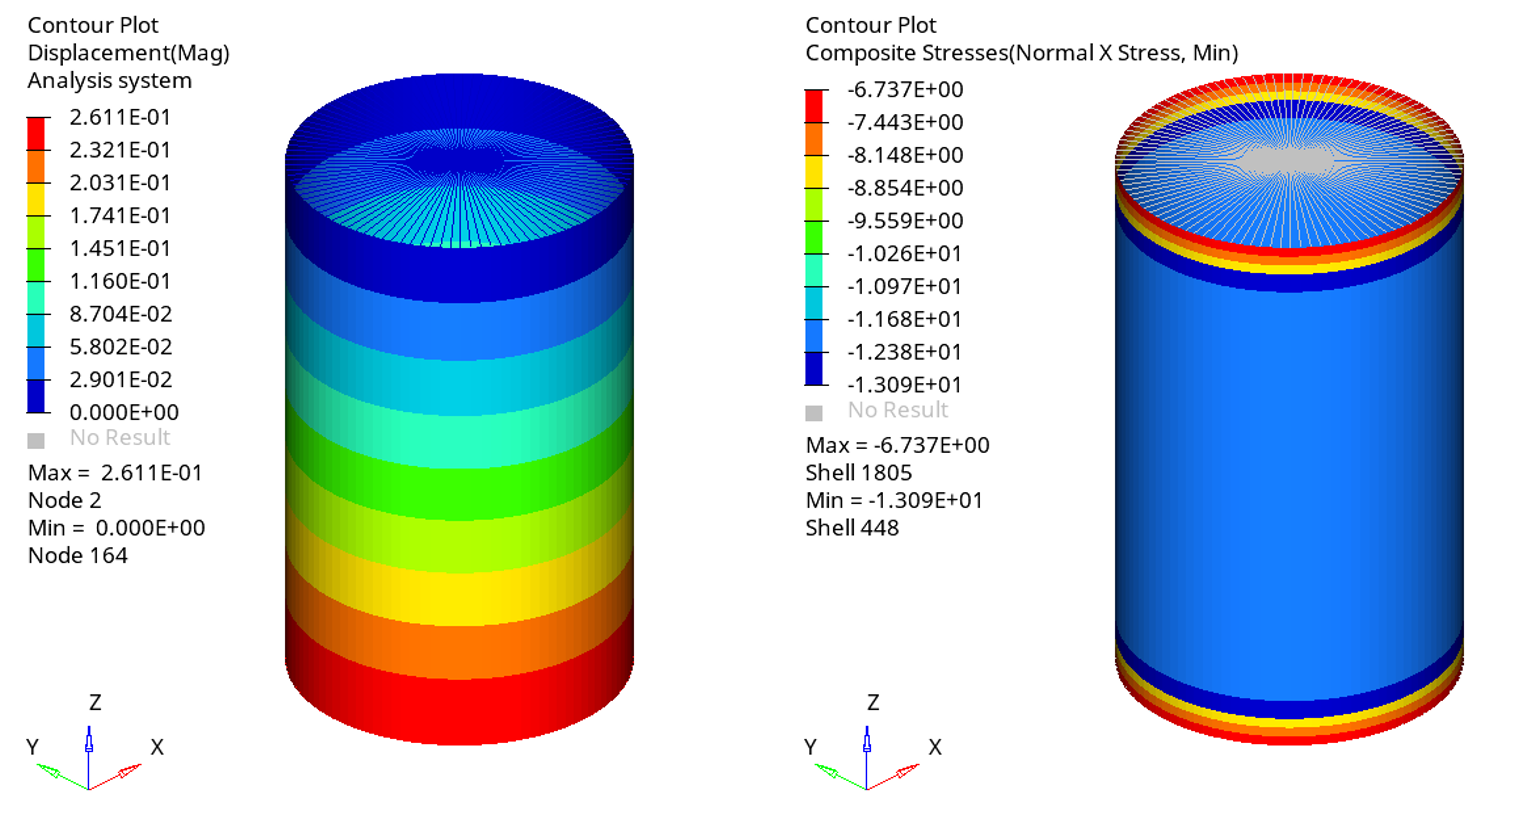 Contour Plot
Displacement(Mag)
Analysis system
2.611E-01
2.321E-01
2.031E-01
1.741E-01
1.451E-01
1.160E-01
8.704E-02
5.802E-02
2.901E-02
0.000E+00
No Result
Max = 2.611E-01
Node 2
Min = 0.000E+00
Node 164
Z
Y
X
Contour Plot
Composite Stresses(Normal X Stress, Min)
-6.737E+00
-7.443E+00
-8.148E+00
-8.854E+00
-9.559E+00
-1.026E+01
-1.097E+01
-1.168E+01
-1.238E+01
-1.309E+01
No Result
Max = -6.737E+00
Shell 1805
Min = -1.309E+01
Shell 448
Z
Y
X